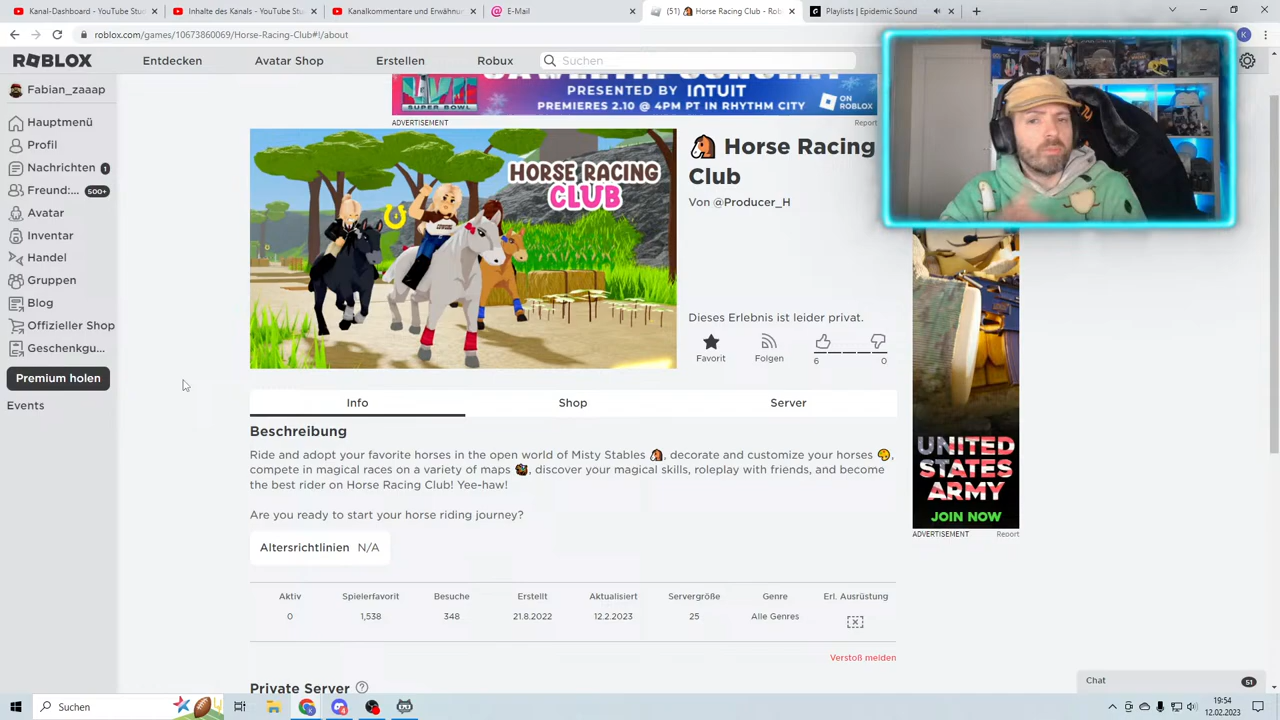 Kanal-Dashboard - YouTube Stu
Inhalte des Kanals - YouTube Stu
Kanalkommentare und Erwähnu
E-Mail
(51) Horse Racing Club - Rob
Playlists | Epidemic Sound
roblox.com/games/10673860069/Horse-Racing-Club#!/about
K
ROBLOX
Entdecken
Avatar Shop
Erstellen
Robux
Suchen
Fabian_zaaap
Hauptmenü
Profil
Nachrichten 1
Freund:... 500+
Avatar
Inventar
Handel
Gruppen
Blog
Offizieller Shop
Geschenkgu...
Premium holen
Events
SUPER BOWL
PRESENTED BY INTUIT
PREMIERES 2.10 @ 4PM PT IN RHYTHM CITY
ON ROBLOX
ADVERTISEMENT
Report
HORSE RACING
CLUB
Horse Racing
Club
Von @Producer_H
Dieses Erlebnis ist leider privat.
Favorit
Folgen
6
0
Info
Shop
Server
Beschreibung
Ride and adopt your favorite horses in the open world of Misty Stables , decorate and customize your horses ,
compete in magical races on a variety of maps , discover your magical skills, roleplay with friends, and become
the best rider on Horse Racing Club! Yee-haw!
Are you ready to start your horse riding journey?
Altersrichtlinien N/A
Aktiv Spielerfavorit Besuche Erstellt Aktualisiert Servergröße Genre Erl. Ausrüstung
0 1,538 348 21.8.2022 12.2.2023 25 Alle Genres
Verstoß melden
Private Server
UNITED
STATES
ARMY
JOIN NOW
ADVERTISEMENT
Report
Chat
51
Suchen
19:54
12.02.2023